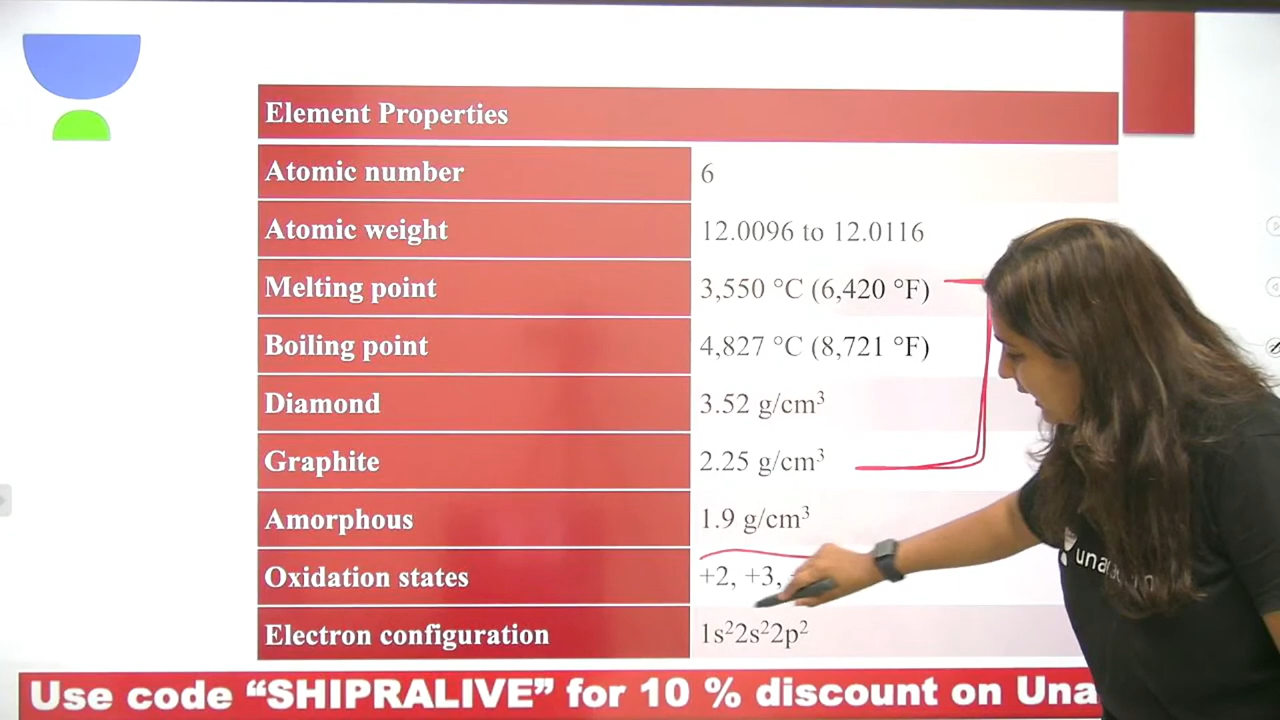 Element Properties
Atomic number 6
Atomic weight 12.0096 to 12.0116
Melting point 3,550 °C (6,420 °F)
Boiling point 4,827 °C (8,721 °F)
Diamond 3.52 g/cm³
Graphite 2.25 g/cm³
Amorphous 1.9 g/cm³
Oxidation states +2, +3,
Electron configuration 1s²2s²2p²
Use code “SHIPRALIVE” for 10 % discount on Una